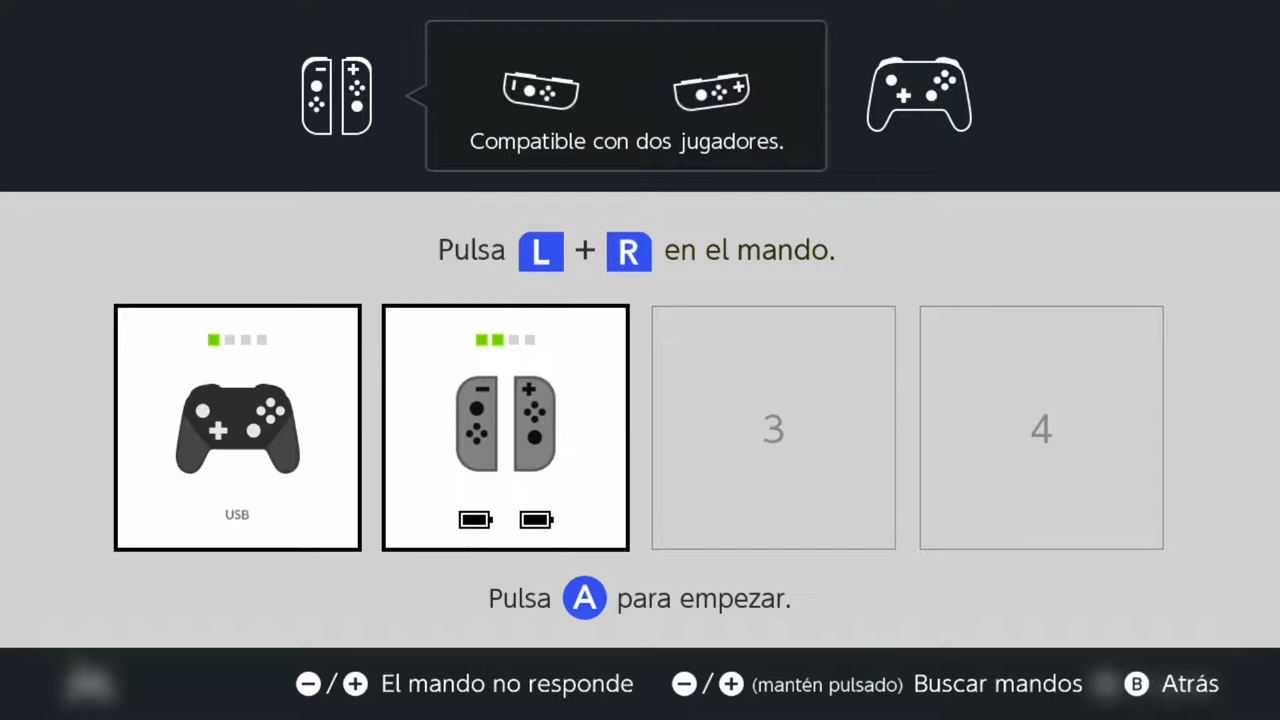 Compatible con dos jugadores.
Pulsa L + R en el mando.
USB
3
4
Pulsa A para empezar.
−/+ El mando no responde −/+ (mantén pulsado) Buscar mandos B Atrás